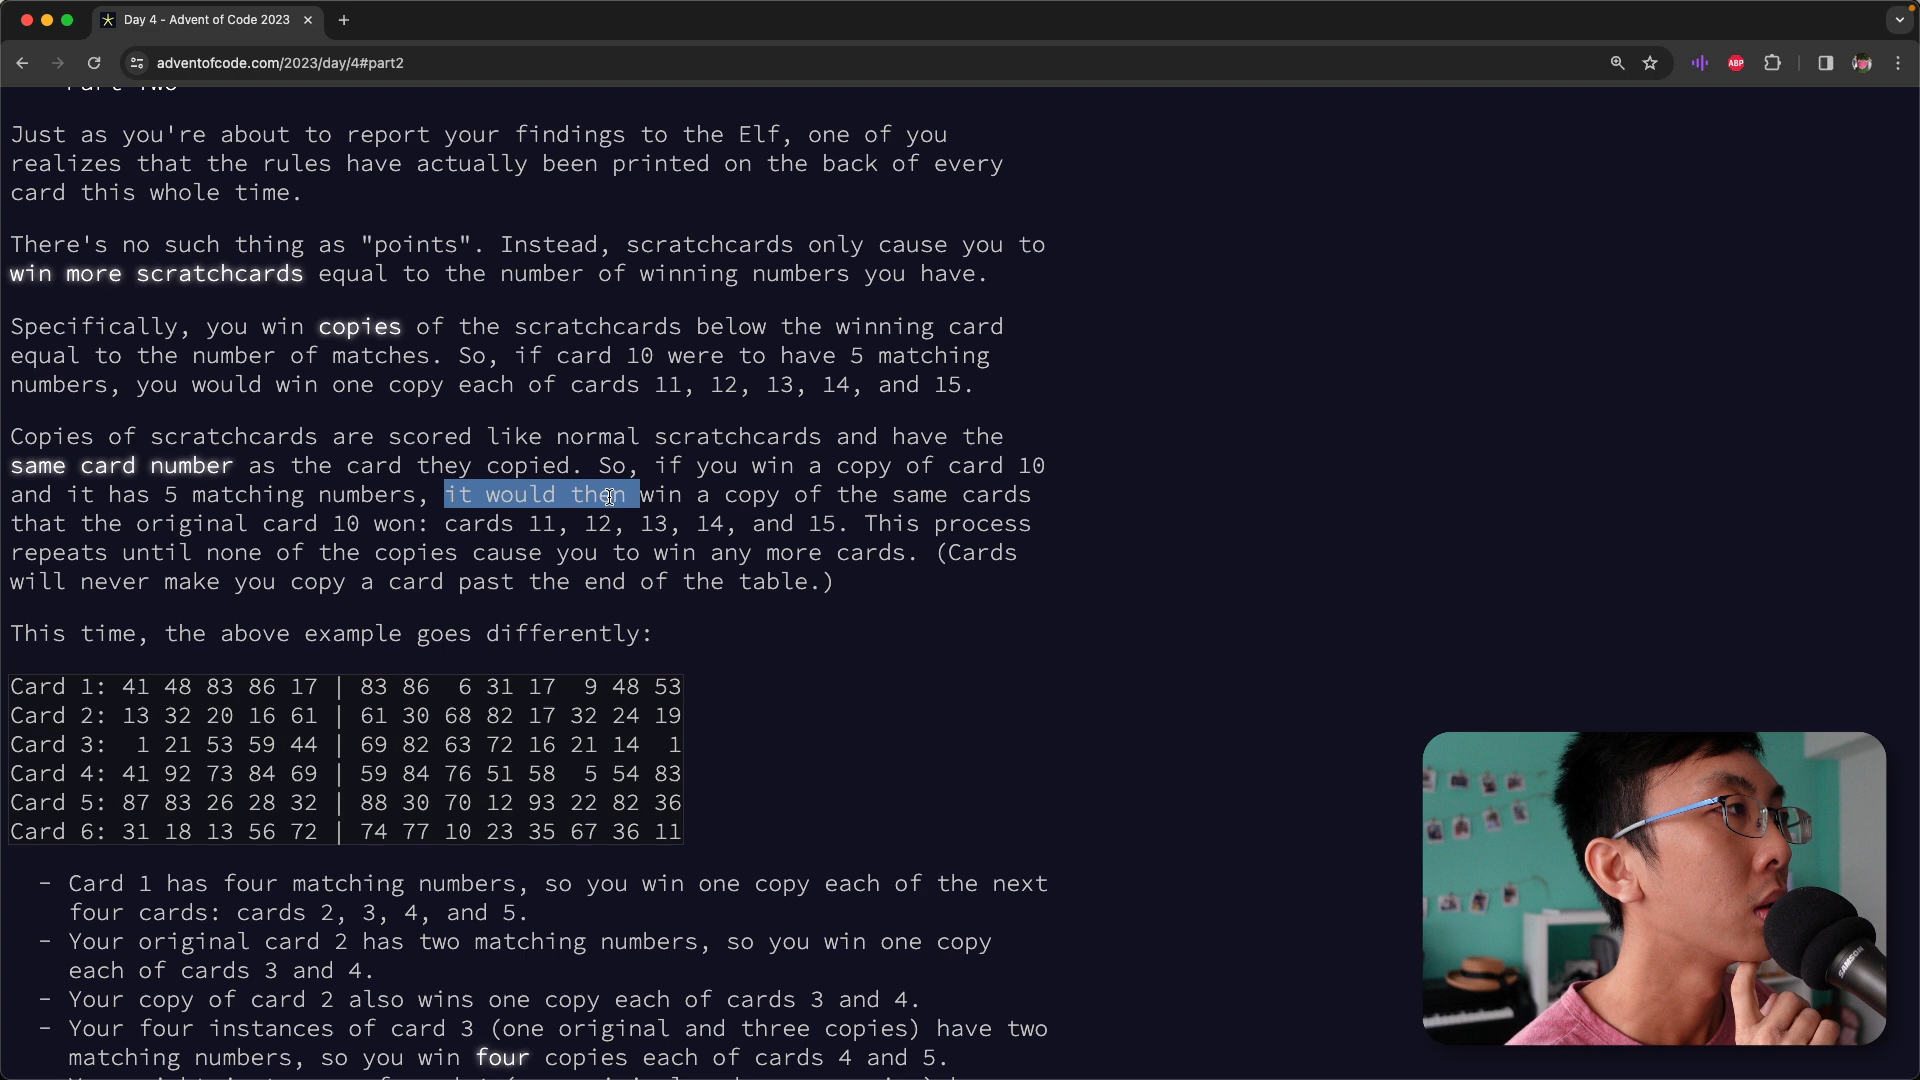 Day 4 - Advent of Code 2023
adventofcode.com/2023/day/4#part2
ABP
Part Two
Just as you're about to report your findings to the Elf, one of you
realizes that the rules have actually been printed on the back of every
card this whole time.
There's no such thing as "points". Instead, scratchcards only cause you to
win more scratchcards equal to the number of winning numbers you have.
Specifically, you win copies of the scratchcards below the winning card
equal to the number of matches. So, if card 10 were to have 5 matching
numbers, you would win one copy each of cards 11, 12, 13, 14, and 15.
Copies of scratchcards are scored like normal scratchcards and have the
same card number as the card they copied. So, if you win a copy of card 10
and it has 5 matching numbers, it would then win a copy of the same cards
that the original card 10 won: cards 11, 12, 13, 14, and 15. This process
repeats until none of the copies cause you to win any more cards. (Cards
will never make you copy a card past the end of the table.)
This time, the above example goes differently:
Card 1: 41 48 83 86 17 | 83 86  6 31 17  9 48 53
Card 2: 13 32 20 16 61 | 61 30 68 82 17 32 24 19
Card 3:  1 21 53 59 44 | 69 82 63 72 16 21 14  1
Card 4: 41 92 73 84 69 | 59 84 76 51 58  5 54 83
Card 5: 87 83 26 28 32 | 88 30 70 12 93 22 82 36
Card 6: 31 18 13 56 72 | 74 77 10 23 35 67 36 11
- Card 1 has four matching numbers, so you win one copy each of the next
four cards: cards 2, 3, 4, and 5.
- Your original card 2 has two matching numbers, so you win one copy
each of cards 3 and 4.
- Your copy of card 2 also wins one copy each of cards 3 and 4.
- Your four instances of card 3 (one original and three copies) have two
matching numbers, so you win four copies each of cards 4 and 5.
SAMSON